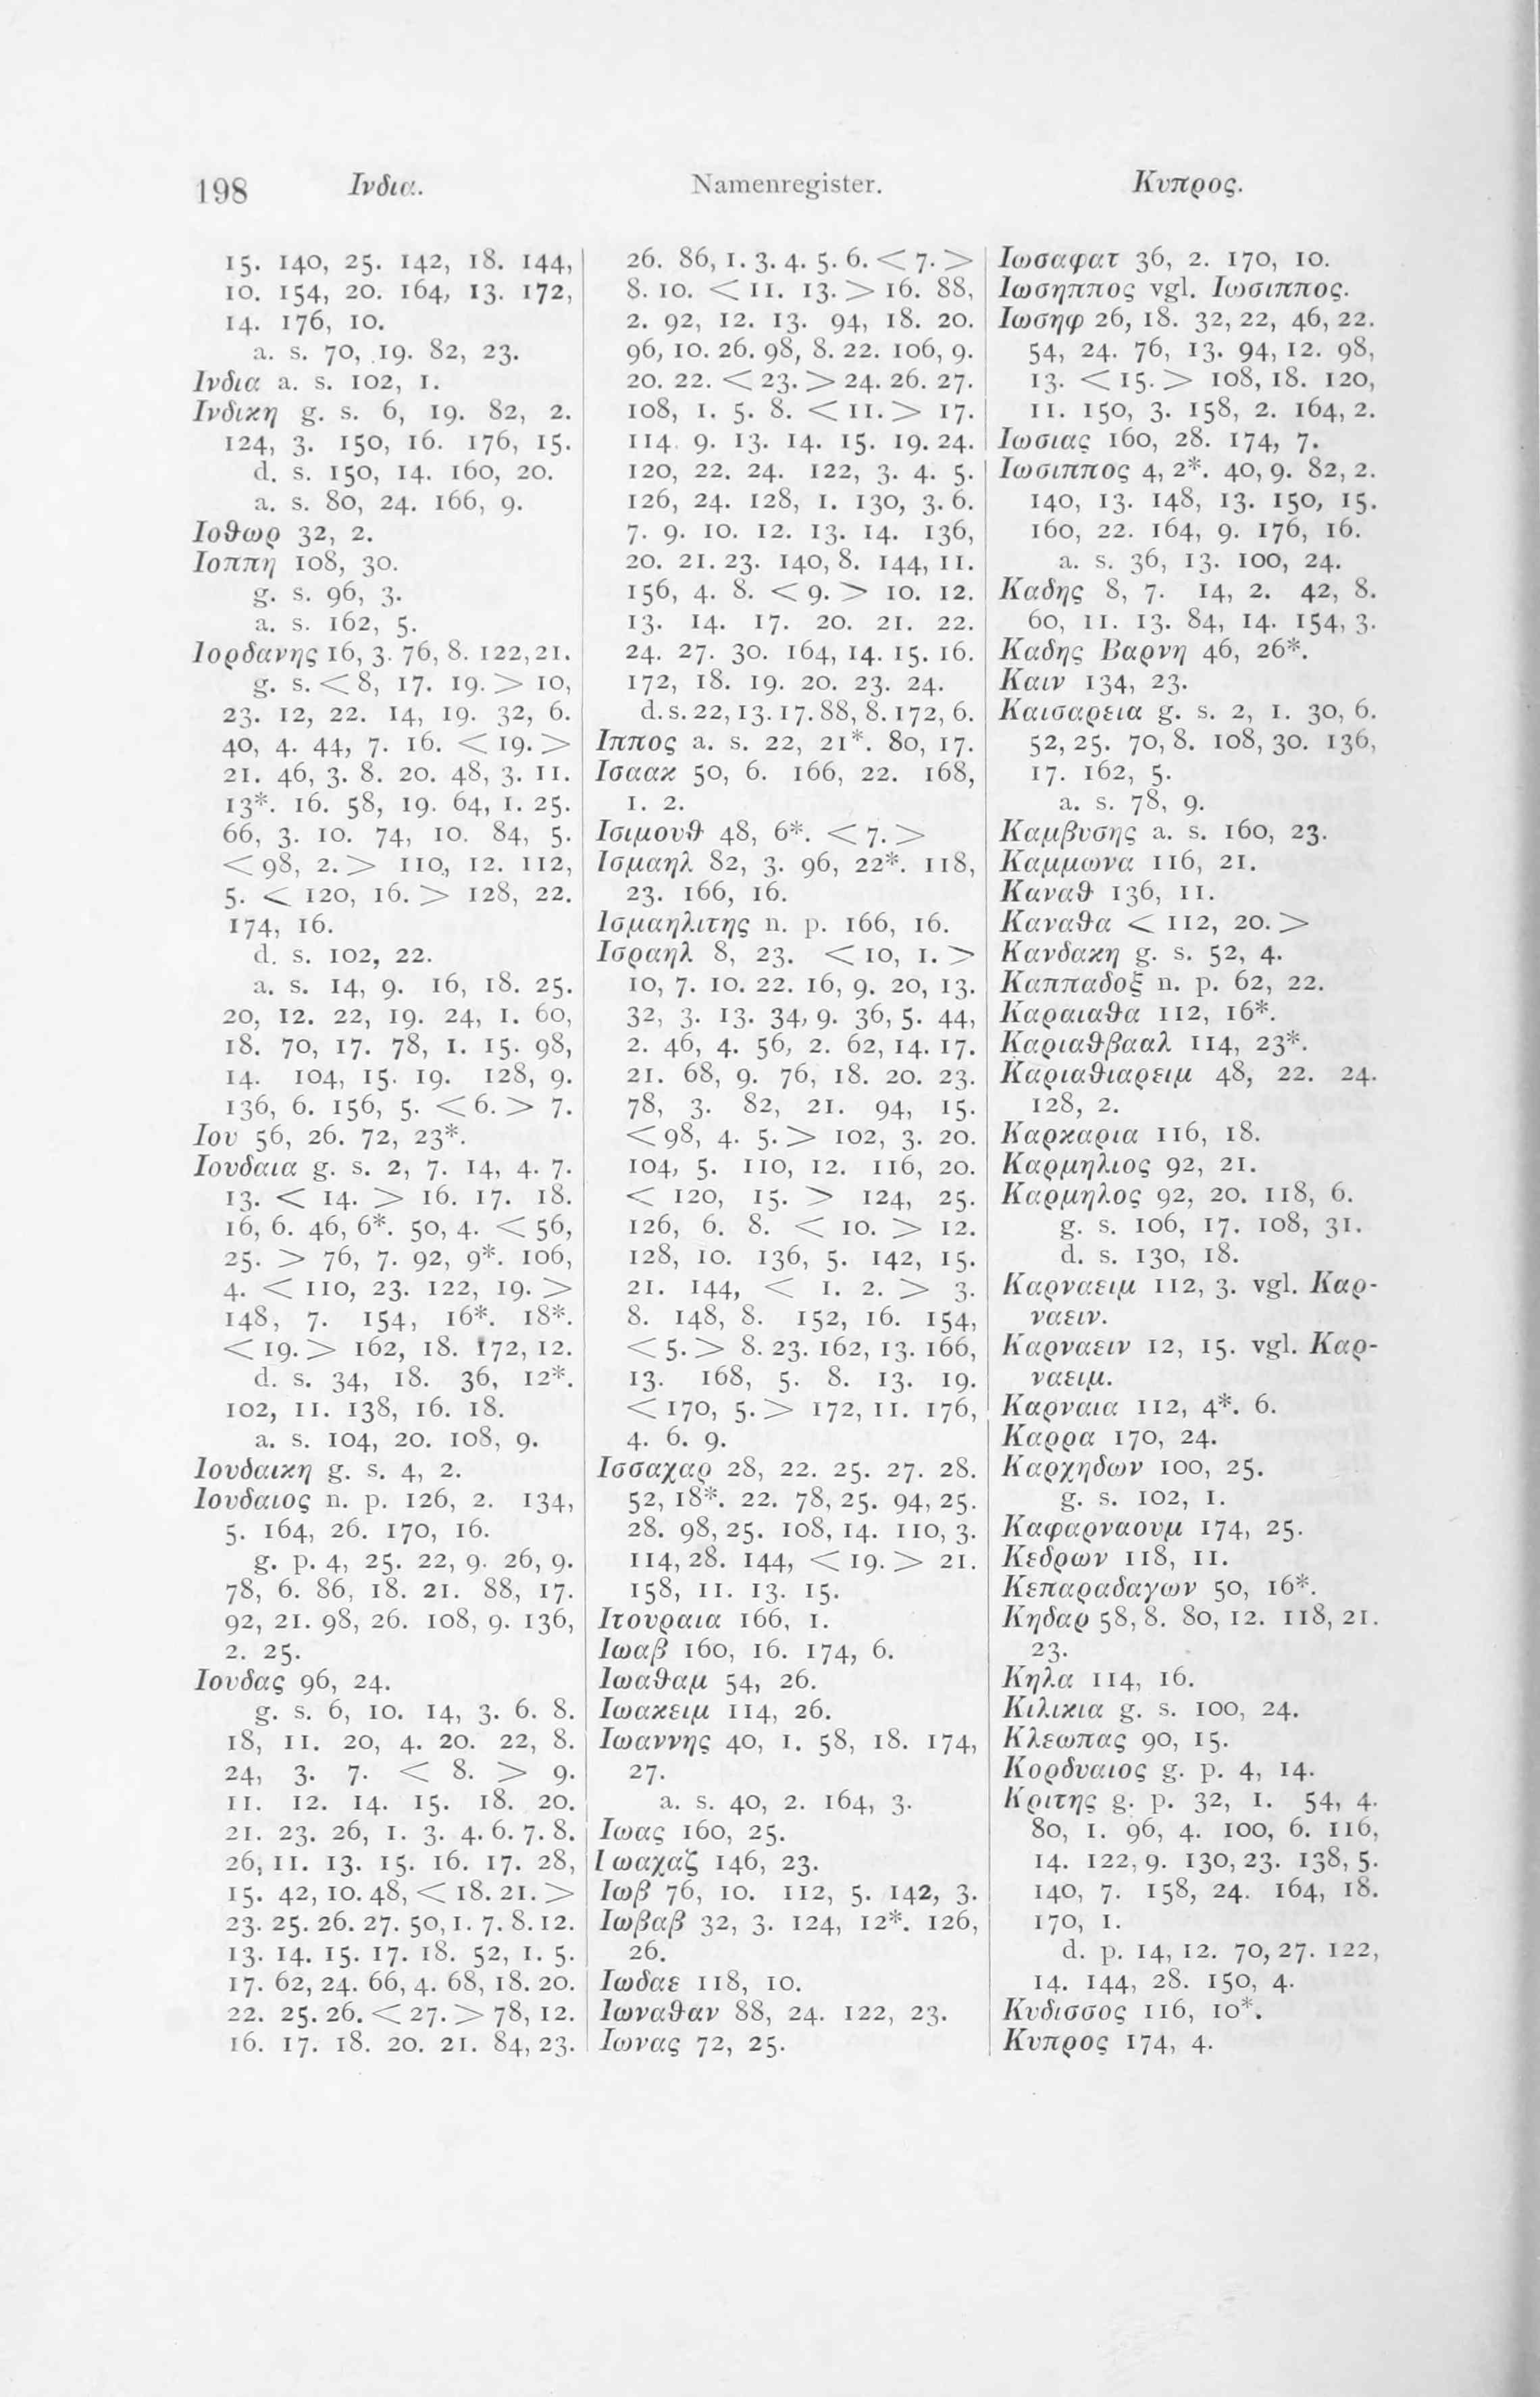 198 Ινδια. Namenregister. Κυπρος.
15. 140, 25. 142, 18. 144,
10. 154, 20. 164, 13. 172,
14. 176, 10.
a. s. 70, 19. 82, 23.
Ινδια a. s. 102, 1.
Ινδικη g. s. 6, 19. 82, 2.
124, 3. 150, 16. 176, 15.
d. s. 150, 14. 160, 20.
a. s. 80, 24. 166, 9.
Ιοθωρ 32, 2.
Ιοππη 108, 30.
g. s. 96, 3.
a. s. 162, 5.
Ιορδανης 16, 3. 76, 8. 122, 21.
g. s. < 8, 17. 19. > 10,
23. 12, 22. 14, 19. 32, 6.
40, 4. 44, 7. 16. < 19. >
21. 46, 3. 8. 20. 48, 3. 11.
13*. 16. 58, 19. 64, 1. 25.
66, 3. 10. 74, 10. 84, 5.
< 98, 2. > 110, 12. 112,
5. < 120, 16. > 128, 22.
174, 16.
d. s. 102, 22.
a. s. 14, 9. 16, 18. 25.
20, 12. 22, 19. 24, 1. 60,
18. 70, 17. 78, 1. 15. 98,
14. 104, 15. 19. 128, 9.
136, 6. 156, 5. < 6. > 7.
Ιου 56, 26. 72, 23*.
Ιουδαια g. s. 2, 7. 14, 4. 7.
13. < 14. > 16. 17. 18.
16, 6. 46, 6*. 50, 4. < 56,
25. > 76, 7. 92, 9*. 106,
4. < 110, 23. 122, 19. >
148, 7. 154, 16*. 18*.
< 19. > 162, 18. 172, 12.
d. s. 34, 18. 36, 12*.
102, 11. 138, 16. 18.
a. s. 104, 20. 108, 9.
Ιουδαικη g. s. 4, 2.
Ιουδαιος n. p. 126, 2. 134,
5. 164, 26. 170, 16.
g. p. 4, 25. 22, 9. 26, 9.
78, 6. 86, 18. 21. 88, 17.
92, 21. 98, 26. 108, 9. 136,
2. 25.
Ιουδας 96, 24.
g. s. 6, 10. 14, 3. 6. 8.
18, 11. 20, 4. 20. 22, 8.
24, 3. 7. < 8. > 9.
11. 12. 14. 15. 18. 20.
21. 23. 26, 1. 3. 4. 6. 7. 8.
26, 11. 13. 15. 16. 17. 28,
15. 42, 10. 48, < 18. 21. >
23. 25. 26. 27. 50, 1. 7. 8. 12.
13. 14. 15. 17. 18. 52, 1. 5.
17. 62, 24. 66, 4. 68, 18. 20.
22. 25. 26. < 27. > 78, 12.
16. 17. 18. 20. 21. 84, 23.
26. 86, 1. 3. 4. 5. 6. < 7. >
8. 10. < 11. 13. > 16. 88,
2. 92, 12. 13. 94, 18. 20.
96, 10. 26. 98, 8. 22. 106, 9.
20. 22. < 23. > 24. 26. 27.
108, 1. 5. 8. < 11. > 17.
114. 9. 13. 14. 15. 19. 24.
120, 22. 24. 122, 3. 4. 5.
126, 24. 128, 1. 130, 3. 6.
7. 9. 10. 12. 13. 14. 136,
20. 21. 23. 140, 8. 144, 11.
156, 4. 8. < 9. > 10. 12.
13. 14. 17. 20. 21. 22.
24. 27. 30. 164, 14. 15. 16.
172, 18. 19. 20. 23. 24.
d. s. 22, 13. 17. 88, 8. 172, 6.
Ιππος a. s. 22, 21*. 80, 17.
Ισαακ 50, 6. 166, 22. 168,
1. 2.
Ισιμουθ 48, 6*. < 7. >
Ισμαηλ 82, 3. 96, 22*. 118,
23. 166, 16.
Ισμαηλιτης n. p. 166, 16.
Ισραηλ 8, 23. < 10, 1. >
10, 7. 10. 22. 16, 9. 20, 13.
32, 3. 13. 34, 9. 36, 5. 44,
2. 46, 4. 56, 2. 62, 14. 17.
21. 68, 9. 76, 18. 20. 23.
78, 3. 82, 21. 94, 15.
< 98, 4. 5. > 102, 3. 20.
104, 5. 110, 12. 116, 20.
< 120, 15. > 124, 25.
126, 6. 8. < 10. > 12.
128, 10. 136, 5. 142, 15.
21. 144, < 1. 2. > 3.
8. 148, 8. 152, 16. 154,
< 5. > 8. 23. 162, 13. 166,
13. 168, 5. 8. 13. 19.
< 170, 5. > 172, 11. 176,
4. 6. 9.
Ισσαχαρ 28, 22. 25. 27. 28.
52, 18*. 22. 78, 25. 94, 25.
28. 98, 25. 108, 14. 110, 3.
114, 28. 144, < 19. > 21.
158, 11. 13. 15.
Ιτουραια 166, 1.
Ιωαβ 160, 16. 174, 6.
Ιωαθαμ 54, 26.
Ιωακειμ 114, 26.
Ιωαννης 40, 1. 58, 18. 174,
27.
a. s. 40, 2. 164, 3.
Ιωας 160, 25.
Ιωαχαζ 146, 23.
Ιωβ 76, 10. 112, 5. 142, 3.
Ιωβαβ 32, 3. 124, 12*. 126,
26.
Ιωδαε 118, 10.
Ιωναθαν 88, 24. 122, 23.
Ιωνας 72, 25.
Ιωσαφατ 36, 2. 170, 10.
Ιωσηππος vgl. Ιωσιππος.
Ιωσηφ 26, 18. 32, 22, 46, 22.
54, 24. 76, 13. 94, 12. 98,
13. < 15. > 108, 18. 120,
11. 150, 3. 158, 2. 164, 2.
Ιωσιας 160, 28. 174, 7.
Ιωσιππος 4, 2*. 40, 9. 82, 2.
140, 13. 148, 13. 150, 15.
160, 22. 164, 9. 176, 16.
a. s. 36, 13. 100, 24.
Καδης 8, 7. 14, 2. 42, 8.
60, 11. 13. 84, 14. 154, 3.
Καδης Βαρνη 46, 26*.
Καιν 134, 23.
Καισαρεια g. s. 2, 1. 30, 6.
52, 25. 70, 8. 108, 30. 136,
17. 162, 5.
a. s. 78, 9.
Καμβυσης a. s. 160, 23.
Καμμωνα 116, 21.
Καναθ 136, 11.
Καναθα < 112, 20. >
Κανδακη g. s. 52, 4.
Καππαδοξ n. p. 62, 22.
Καραιαθα 112, 16*.
Καριαθβααλ 114, 23*.
Καριαθιαρειμ 48, 22. 24.
128, 2.
Καρκαρια 116, 18.
Καρμηλιος 92, 21.
Καρμηλος 92, 20. 118, 6.
g. s. 106, 17. 108, 31.
d. s. 130, 18.
Καρναειμ 112, 3. vgl. Καρ-
ναειν.
Καρναειν 12, 15. vgl. Καρ-
ναειμ.
Καρναια 112, 4*. 6.
Καρρα 170, 24.
Καρχηδων 100, 25.
g. s. 102, 1.
Καφαρναουμ 174, 25.
Κεδρων 118, 11.
Κεπαραδαγων 50, 16*.
Κηδαρ 58, 8. 80, 12. 118, 21.
23.
Κηλα 114, 16.
Κιλικια g. s. 100, 24.
Κλεωπας 90, 15.
Κορδυαιος g. p. 4, 14.
Κριτης g. p. 32, 1. 54, 4.
80, 1. 96, 4. 100, 6. 116,
14. 122, 9. 130, 23. 138, 5.
140, 7. 158, 24. 164, 18.
170, 1.
d. p. 14, 12. 70, 27. 122,
14. 144, 28. 150, 4.
Κυδισσος 116, 10*.
Κυπρος 174, 4.